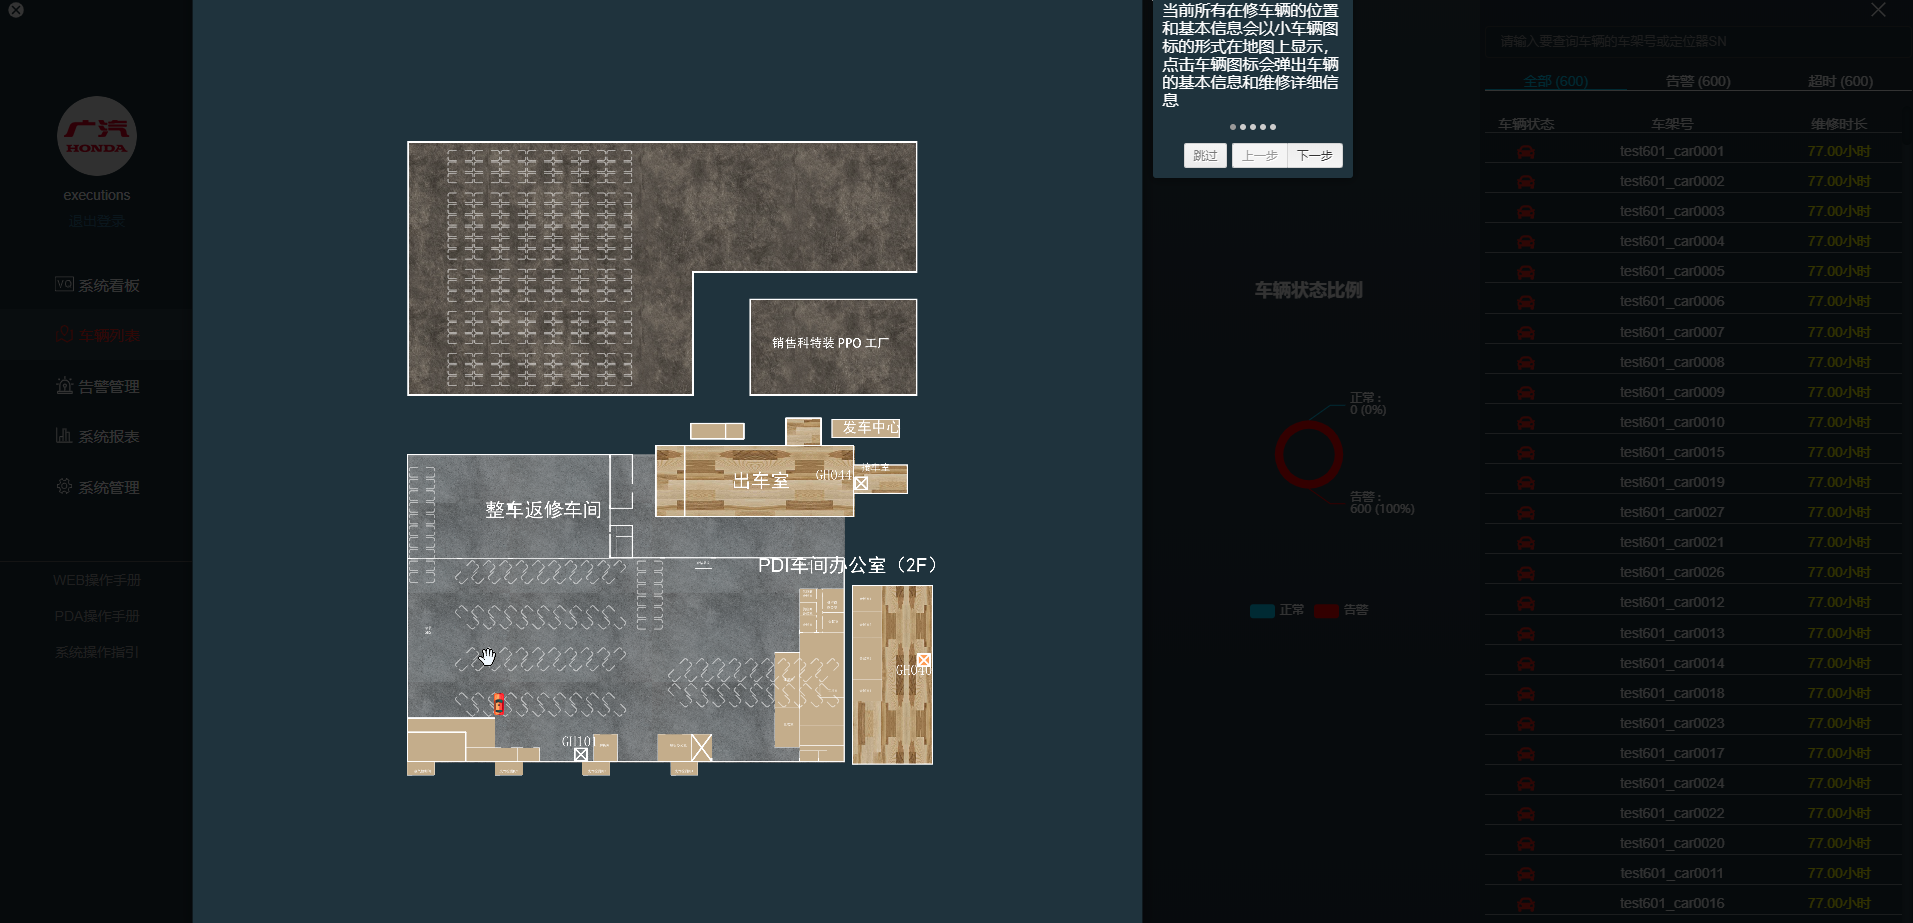 广汽
HONDA
executions
退出登录
VQ 系统看板
车辆列表
告警管理
系统报表
系统管理
WEB操作手册
PDA操作手册
系统操作指引
销售科特装 PPO 工厂
发车中心
出车室
GH044
接车室
整车返修车间
PDI车间办公室（2F）
GH046
GH101
当前所有在修车辆的位置
和基本信息会以小车辆图
标的形式在地图上显示，
点击车辆图标会弹出车辆
的基本信息和维修详细信
息
跳过 上一步 下一步
车辆状态比例
正常 :
0 (0%)
告警 :
600 (100%)
正常 告警
请输入要查询车辆的车架号或定位器SN
全部 (600) 告警 (600) 超时 (600)
车辆状态 车架号 维修时长
test601_car0001 77.00小时
test601_car0002 77.00小时
test601_car0003 77.00小时
test601_car0004 77.00小时
test601_car0005 77.00小时
test601_car0006 77.00小时
test601_car0007 77.00小时
test601_car0008 77.00小时
test601_car0009 77.00小时
test601_car0010 77.00小时
test601_car0015 77.00小时
test601_car0019 77.00小时
test601_car0027 77.00小时
test601_car0021 77.00小时
test601_car0026 77.00小时
test601_car0012 77.00小时
test601_car0013 77.00小时
test601_car0014 77.00小时
test601_car0018 77.00小时
test601_car0023 77.00小时
test601_car0017 77.00小时
test601_car0024 77.00小时
test601_car0022 77.00小时
test601_car0020 77.00小时
test601_car0011 77.00小时
test601_car0016 77.00小时